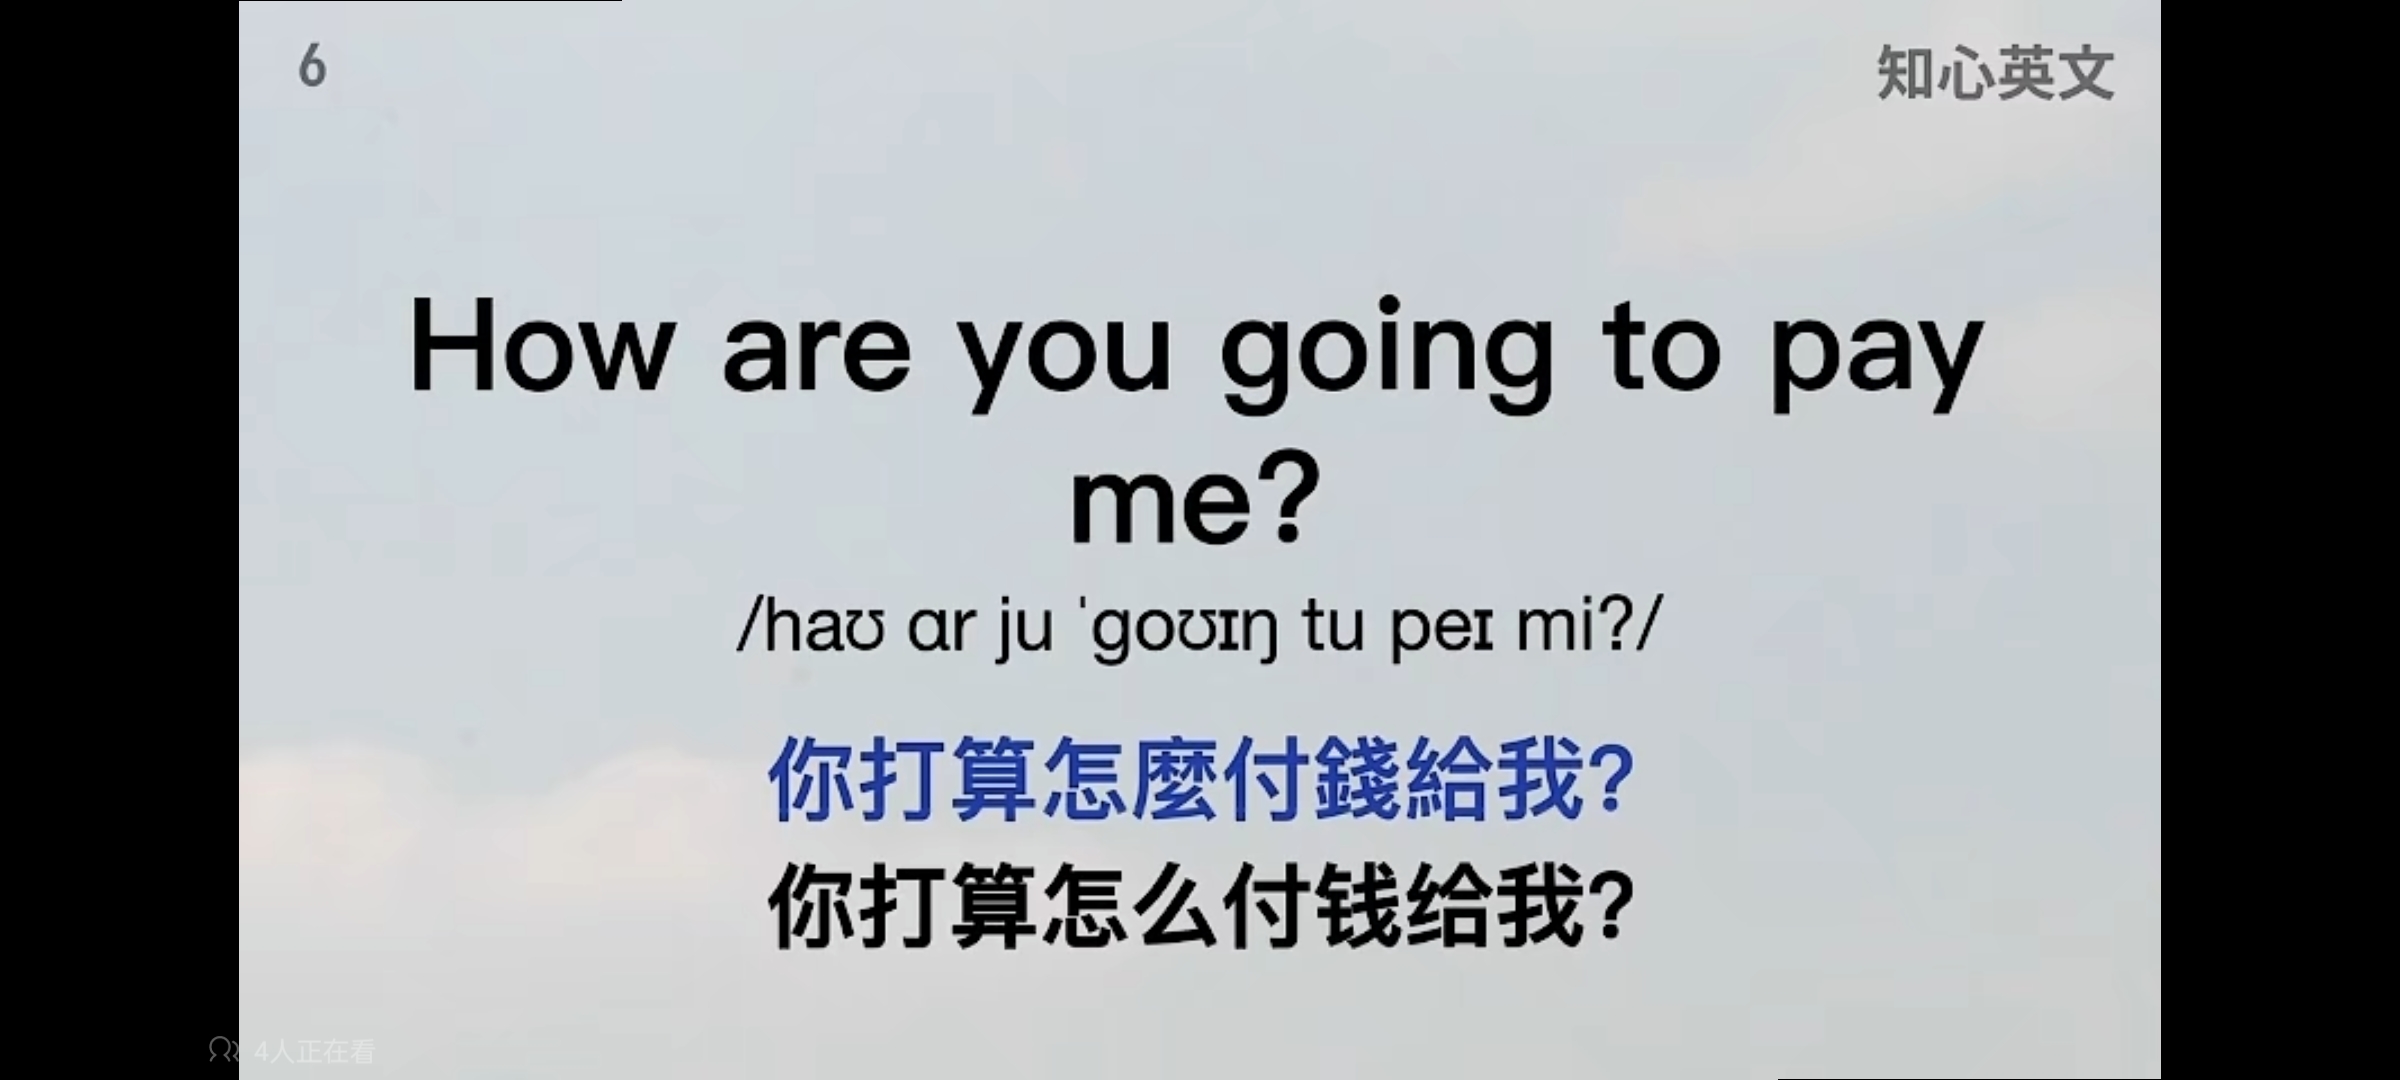 6
知心英文
How are you going to pay
me?
/haʊ ɑr ju ˈgoʊɪŋ tu peɪ mi?/
你打算怎麼付錢給我?
你打算怎么付钱给我?
4人正在看